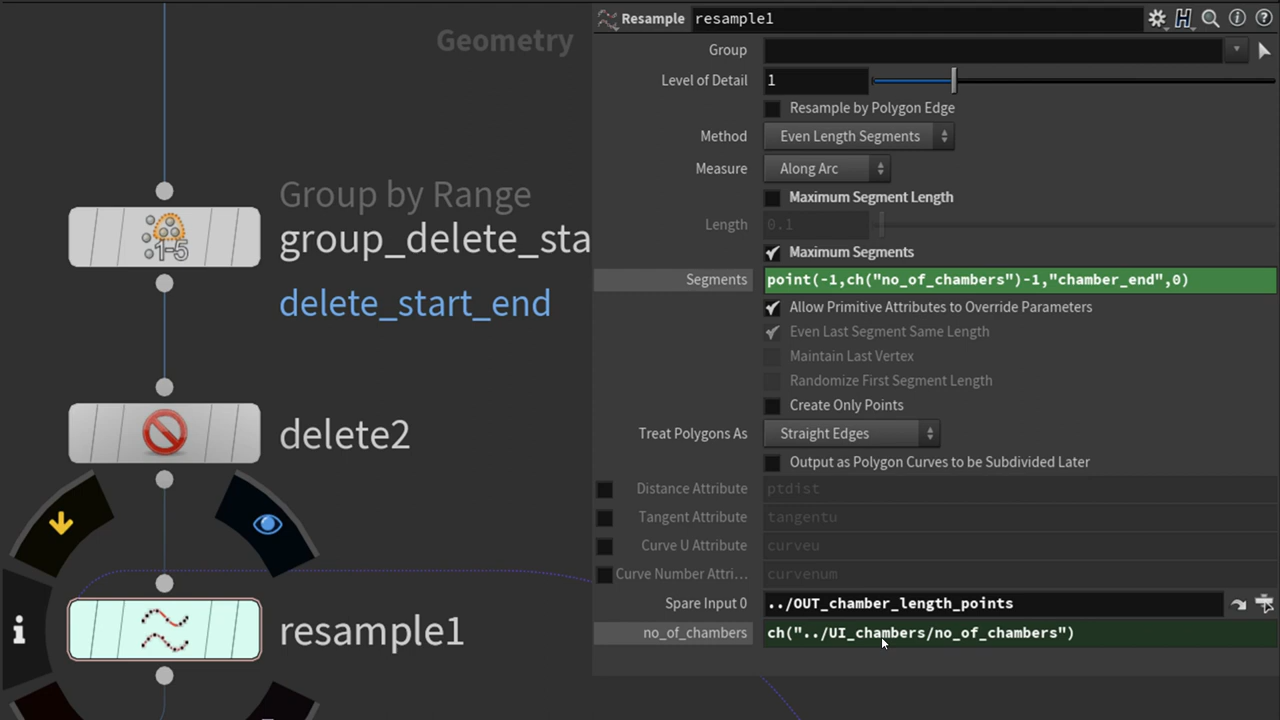 Geometry
Group by Range
1-5
group_delete_sta
delete_start_end
delete2
resample1
Resample resample1
Group
Level of Detail 1
Resample by Polygon Edge
Method Even Length Segments
Measure Along Arc
Maximum Segment Length
Length 0.1
Maximum Segments
Segments point(-1,ch("no_of_chambers")-1,"chamber_end",0)
Allow Primitive Attributes to Override Parameters
Even Last Segment Same Length
Maintain Last Vertex
Randomize First Segment Length
Create Only Points
Treat Polygons As Straight Edges
Output as Polygon Curves to be Subdivided Later
Distance Attribute ptdist
Tangent Attribute tangentu
Curve U Attribute curveu
Curve Number Attri... curvenum
Spare Input 0 ../OUT_chamber_length_points
no_of_chambers ch("../UI_chambers/no_of_chambers")